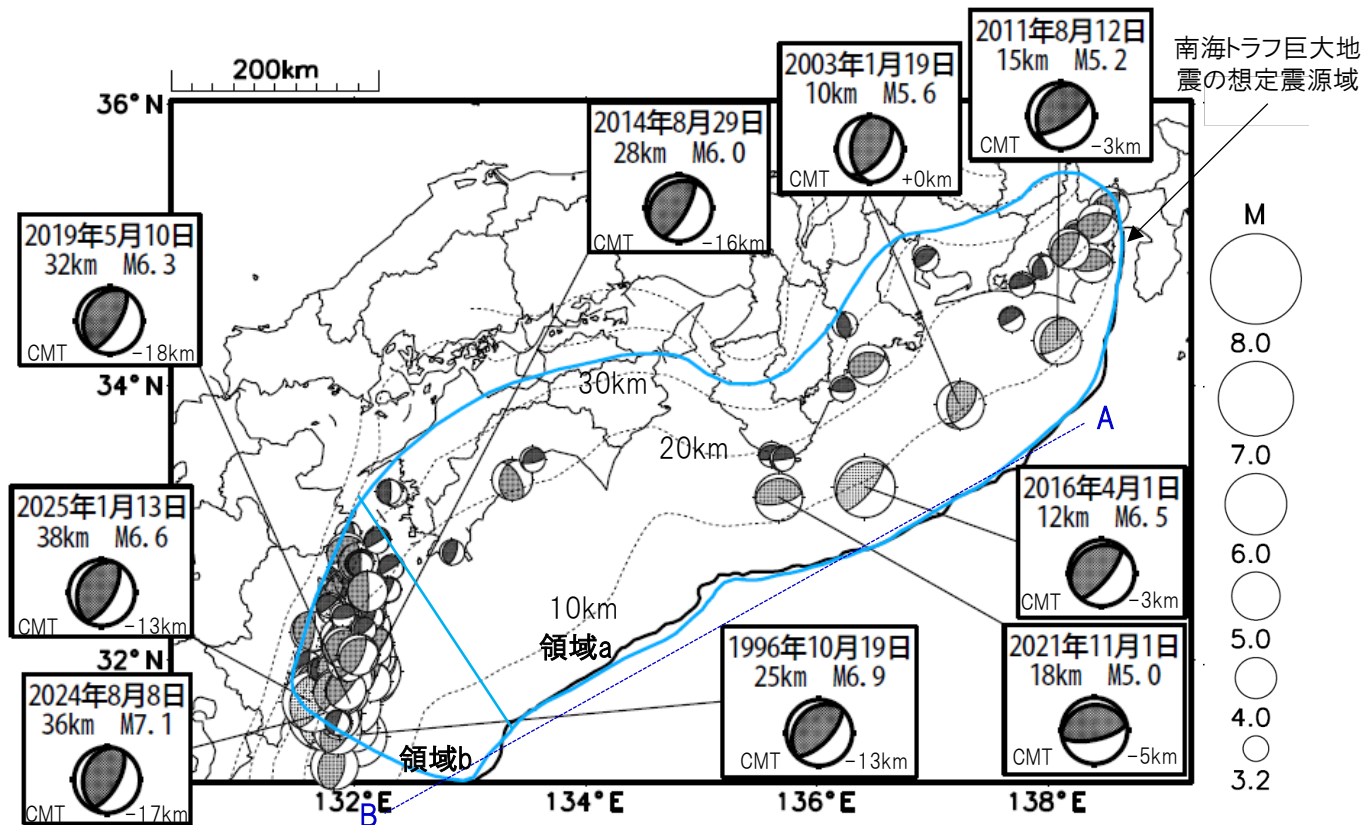 200km
36°N
34°N
32°N
132°E
134°E
136°E
138°E
2011年8月12日
15km M5.2
CMT
-3km
南海トラフ巨大地
震の想定震源域
2003年1月19日
10km M5.6
CMT
+0km
2014年8月29日
28km M6.0
CMT
-16km
2019年5月10日
32km M6.3
CMT
-18km
30km
20km
10km
A
B
2025年1月13日
38km M6.6
CMT
-13km
2016年4月1日
12km M6.5
CMT
-3km
領域a
領域b
2024年8月8日
36km M7.1
CMT
-17km
1996年10月19日
25km M6.9
CMT
-13km
2021年11月1日
18km M5.0
CMT
-5km
M
8.0
7.0
6.0
5.0
4.0
3.2